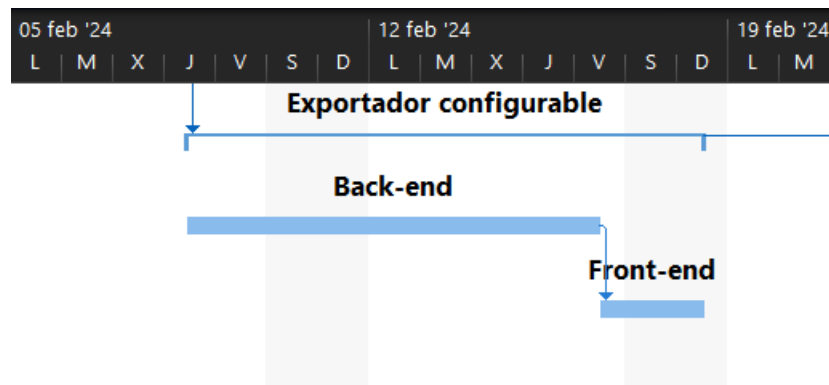 05 feb '24 12 feb '24 19 feb '24
L M X J V S D L M X J V S D L M
Exportador configurable
Back-end
Front-end